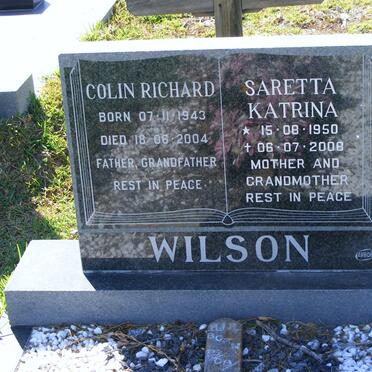 COLIN RICHARD
BORN 07·11·1943
DIED 18·06·2004
FATHER, GRANDFATHER
REST IN PEACE
SARETTA
KATRINA
★ 15·08·1950
✝ 06·07·2008
MOTHER AND
GRANDMOTHER
REST IN PEACE
WILSON